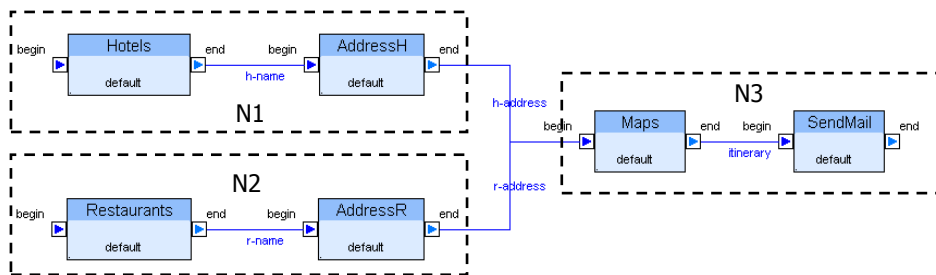 begin Hotels end begin AddressH end
default default
h-name
N1
h-address
N3
begin Maps end begin SendMail end
default default
itinerary
N2
r-address
begin Restaurants end begin AddressR end
default default
r-name